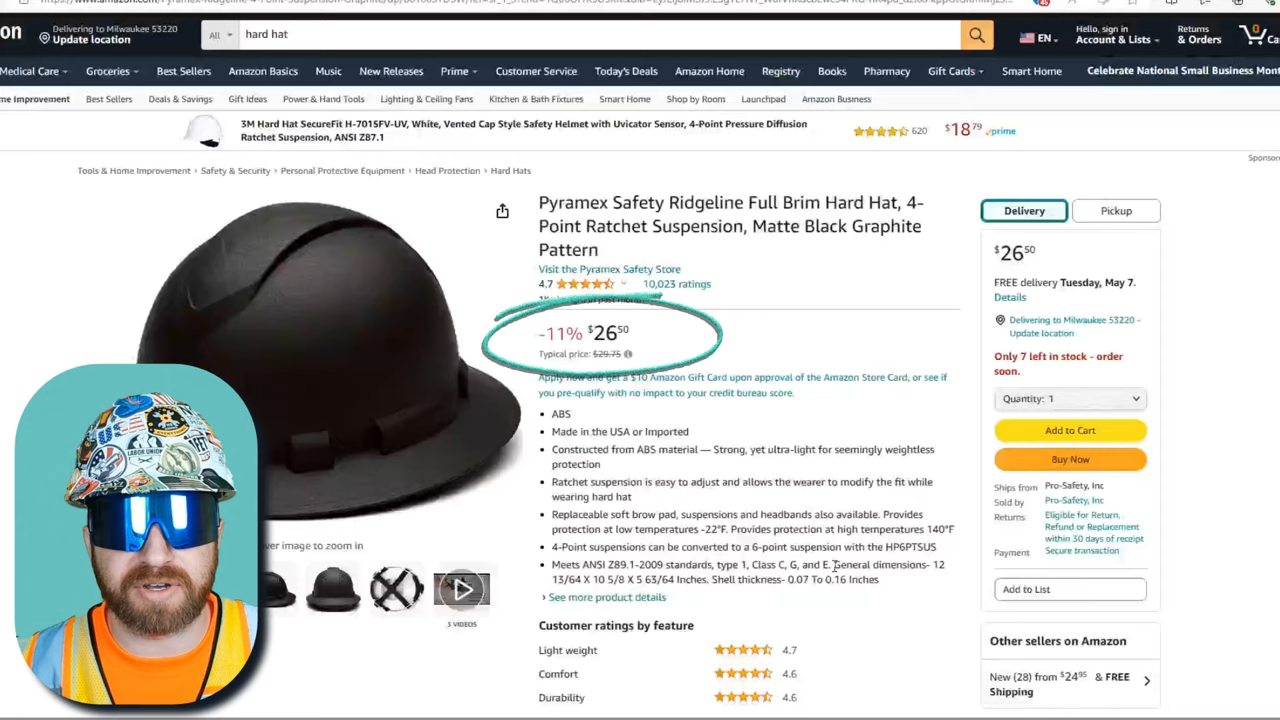 on
Delivering to Milwaukee 53220
Update location
All
hard hat
EN
Hello, sign in
Account & Lists
Returns
& Orders
0
Medical Care
Groceries
Best Sellers
Amazon Basics
Music
New Releases
Prime
Customer Service
Today's Deals
Amazon Home
Registry
Books
Pharmacy
Gift Cards
Smart Home
Celebrate National Small Business Mont
me Improvement
Best Sellers
Deals & Savings
Gift Ideas
Power & Hand Tools
Lighting & Ceiling Fans
Kitchen & Bath Fixtures
Smart Home
Shop by Room
Launchpad
Amazon Business
3M Hard Hat SecureFit H-701SFV-UV, White, Vented Cap Style Safety Helmet with Uvicator Sensor, 4-Point Pressure Diffusion
Ratchet Suspension, ANSI Z87.1
620
$18 79 prime
Sponsor
Tools & Home Improvement › Safety & Security › Personal Protective Equipment › Head Protection › Hard Hats
Pyramex Safety Ridgeline Full Brim Hard Hat, 4-
Point Ratchet Suspension, Matte Black Graphite
Pattern
Visit the Pyramex Safety Store
4.7
10,023 ratings
-11% $26 50
Typical price: $29.75
Apply now and get a $10 Amazon Gift Card upon approval of the Amazon Store Card, or see if
you pre-qualify with no impact to your credit bureau score.
• ABS
• Made in the USA or Imported
• Constructed from ABS material — Strong, yet ultra-light for seemingly weightless
protection
• Ratchet suspension is easy to adjust and allows the wearer to modify the fit while
wearing hard hat
• Replaceable soft brow pad, suspensions and headbands also available. Provides
protection at low temperatures -22°F. Provides protection at high temperatures 140°F
• 4-Point suspensions can be converted to a 6-point suspension with the HP6PTSUS
• Meets ANSI Z89.1-2009 standards, type 1, Class C, G, and E. General dimensions- 12
13/64 X 10 5/8 X 5 63/64 Inches. Shell thickness- 0.07 To 0.16 Inches
› See more product details
Customer ratings by feature
Light weight
4.7
Comfort
4.6
Durability
4.6
over image to zoom in
3 VIDEOS
LABOR UNION
Delivery
Pickup
$26 50
FREE delivery Tuesday, May 7.
Details
Delivering to Milwaukee 53220 -
Update location
Only 7 left in stock - order
soon.
Quantity: 1
Add to Cart
Buy Now
Ships from
Pro-Safety, Inc
Sold by
Pro-Safety, Inc
Returns
Eligible for Return,
Refund or Replacement
within 30 days of receipt
Payment
Secure transaction
Add to List
Other sellers on Amazon
New (28) from $24 95 & FREE
Shipping